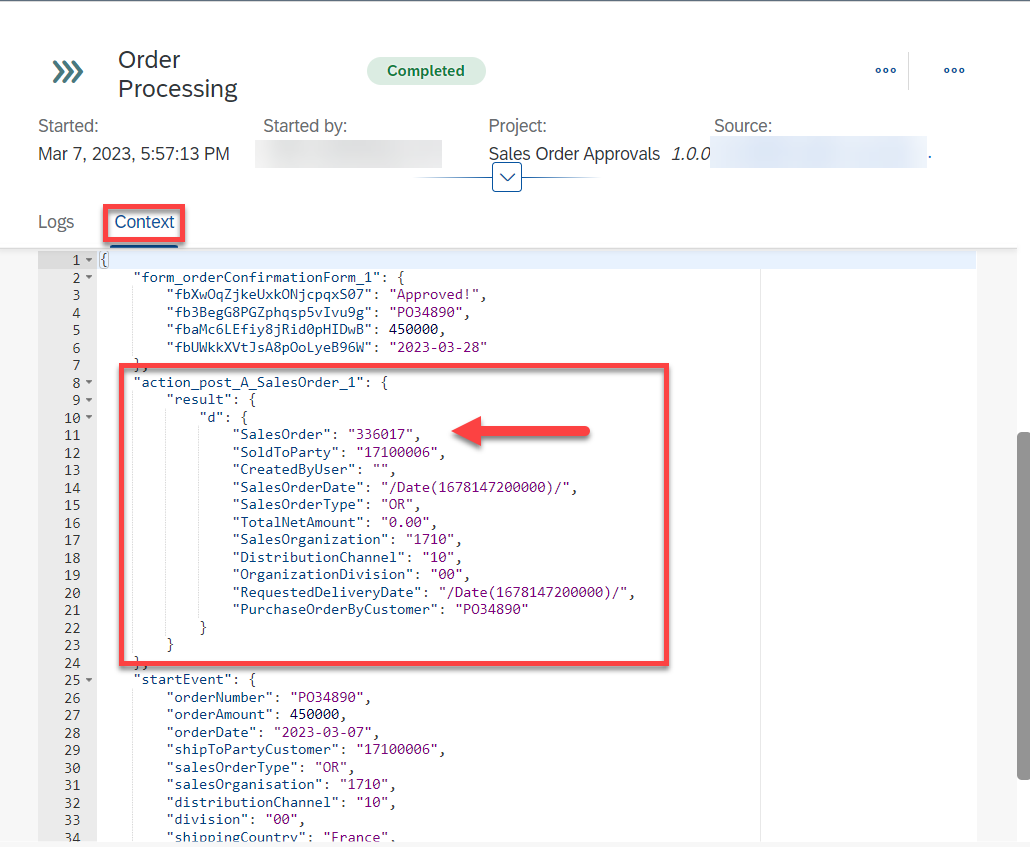 Order
Processing
Completed
Started:
Started by:
Project:
Source:
Mar 7, 2023, 5:57:13 PM
Sales Order Approvals 1.0.0
.
Logs
Context
1 {
2 "form_orderConfirmationForm_1": {
3 "fbXwOqZjkeUxkONjcpqxS07": "Approved!",
4 "fb3BegG8PGZphqsp5vIvu9g": "PO34890",
5 "fbaMc6LEfiy8jRid0pHIDwB": 450000,
6 "fbUWkkXVtJsA8pOoLyeB96W": "2023-03-28"
7 },
8 "action_post_A_SalesOrder_1": {
9 "result": {
10 "d": {
11 "SalesOrder": "336017",
12 "SoldToParty": "17100006",
13 "CreatedByUser": "",
14 "SalesOrderDate": "/Date(1678147200000)/",
15 "SalesOrderType": "OR",
16 "TotalNetAmount": "0.00",
17 "SalesOrganization": "1710",
18 "DistributionChannel": "10",
19 "OrganizationDivision": "00",
20 "RequestedDeliveryDate": "/Date(1678147200000)/",
21 "PurchaseOrderByCustomer": "PO34890"
22 }
23 }
24 },
25 "startEvent": {
26 "orderNumber": "PO34890",
27 "orderAmount": 450000,
28 "orderDate": "2023-03-07",
29 "shipToPartyCustomer": "17100006",
30 "salesOrderType": "OR",
31 "salesOrganisation": "1710",
32 "distributionChannel": "10",
33 "division": "00",
34 "shippingCountry": "France",